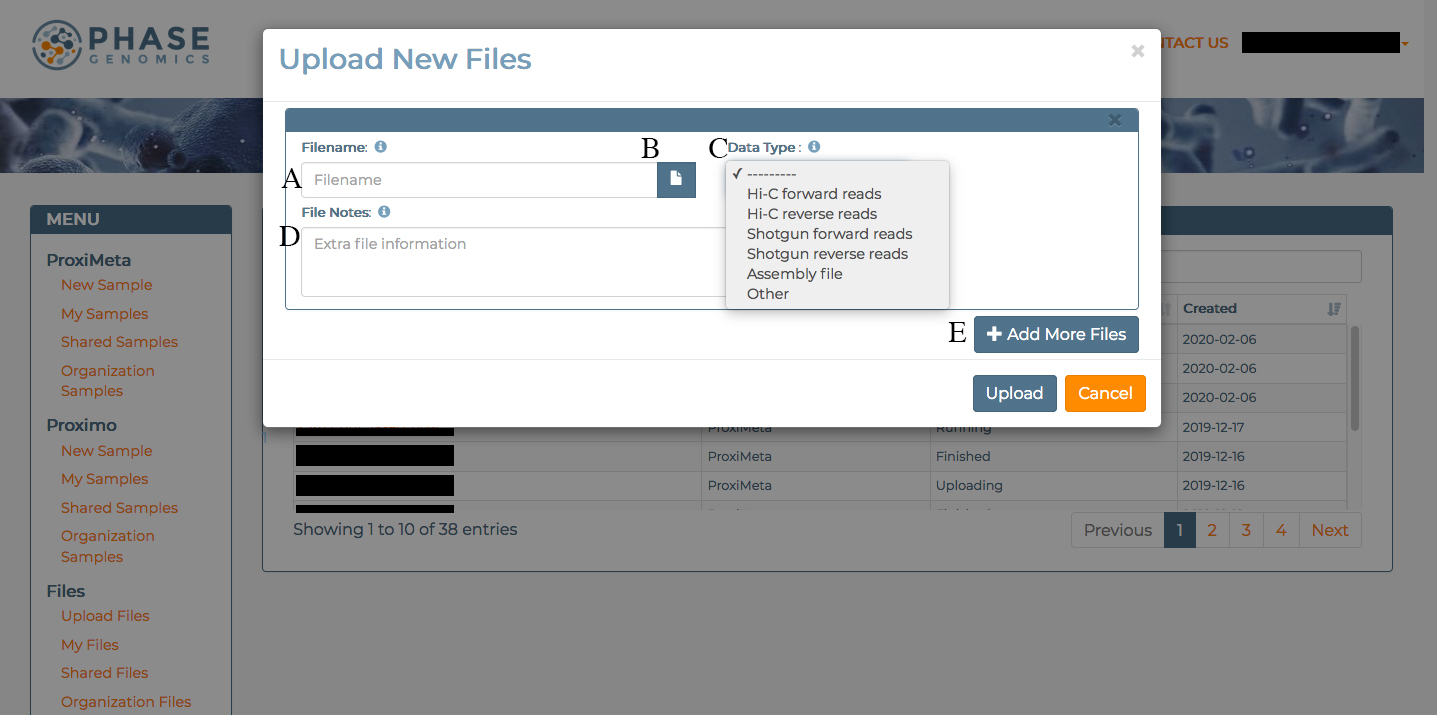 PHASE
GENOMICS
NTACT US
Upload New Files
Filename:
B
C Data Type :
A Filename
---------
Hi-C forward reads
Hi-C reverse reads
Shotgun forward reads
Shotgun reverse reads
Assembly file
Other
File Notes:
D Extra file information
E Add More Files
Upload Cancel
MENU
ProxiMeta
New Sample
My Samples
Shared Samples
Organization
Samples
Proximo
New Sample
My Samples
Shared Samples
Organization
Samples
Files
Upload Files
My Files
Shared Files
Organization Files
Created
2020-02-06
2020-02-06
2020-02-06
ProxiMeta Running 2019-12-17
ProxiMeta Finished 2019-12-16
ProxiMeta Uploading 2019-12-16
Showing 1 to 10 of 38 entries
Previous 1 2 3 4 Next